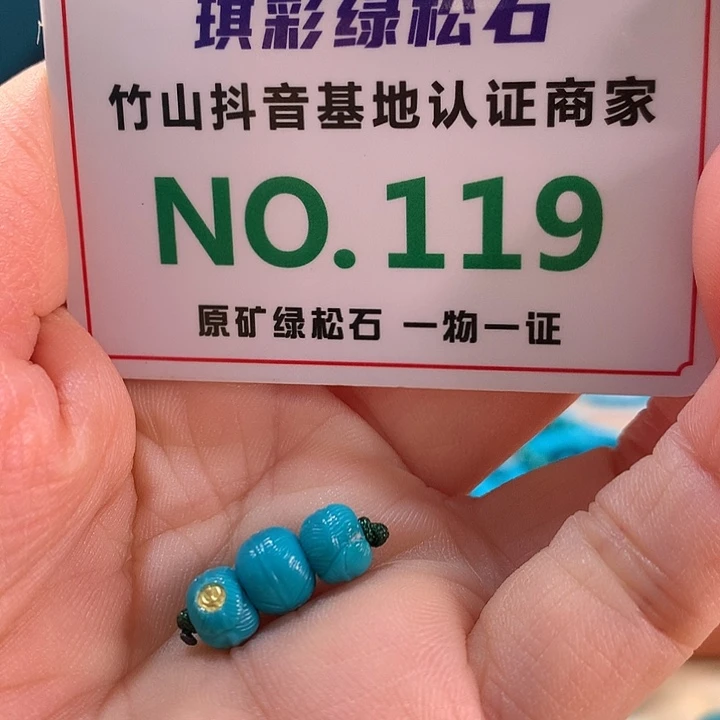 琪彩绿松石
竹山抖音基地认证商家
NO.119
原矿绿松石 一物一证